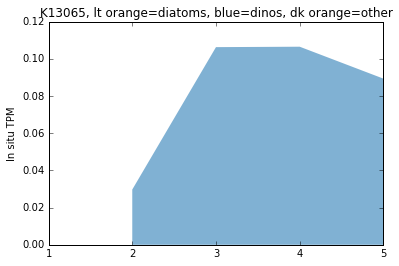 K13065, lt orange=diatoms, blue=dinos, dk orange=other
0.12
0.10
0.08
0.06
0.04
0.02
0.00
In situ TPM
1 2 3 4 5